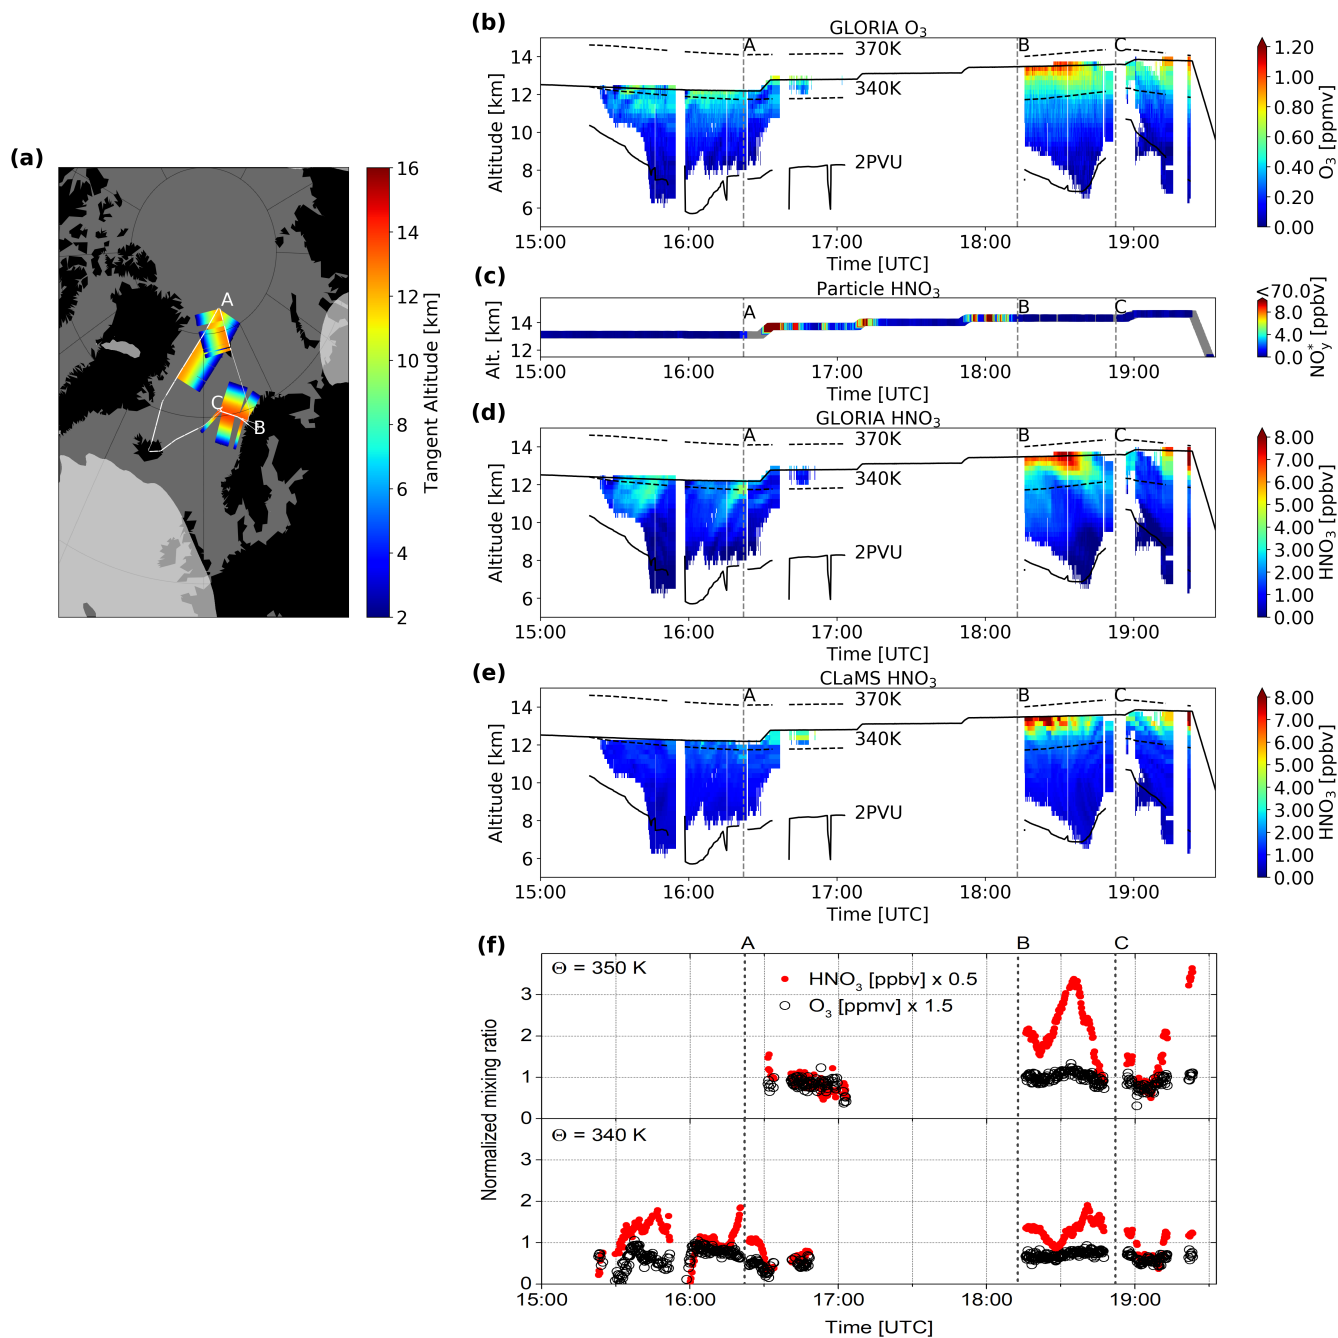 (a)
A
C
B
16
14
12
10
8
6
4
2
Tangent Altitude [km]
(b)
GLORIA O3
A
B
C
370K
340K
2PVU
14
12
10
8
6
Altitude [km]
15:00 16:00 17:00 18:00 19:00
Time [UTC]
1.20
1.00
0.80
0.60
0.40
0.20
0.00
O3 [ppmv]
(c)
Particle HNO3
A
B
C
14
12
Alt. [km]
15:00 16:00 17:00 18:00 19:00
Time [UTC]
<70.0
8.0
4.0
0.0
NO*y [ppbv]
(d)
GLORIA HNO3
A
B
C
370K
340K
2PVU
14
12
10
8
6
Altitude [km]
15:00 16:00 17:00 18:00 19:00
Time [UTC]
8.00
7.00
6.00
5.00
4.00
3.00
2.00
1.00
0.00
HNO3 [ppbv]
(e)
CLaMS HNO3
A
B
C
370K
340K
2PVU
14
12
10
8
6
Altitude [km]
15:00 16:00 17:00 18:00 19:00
Time [UTC]
8.00
7.00
6.00
5.00
4.00
3.00
2.00
1.00
0.00
HNO3 [ppbv]
(f)
A
B
C
Θ = 350 K
HNO3 [ppbv] x 0.5
O3 [ppmv] x 1.5
3
2
1
0
Θ = 340 K
3
2
1
0
Normalized mixing ratio
15:00 16:00 17:00 18:00 19:00
Time [UTC]